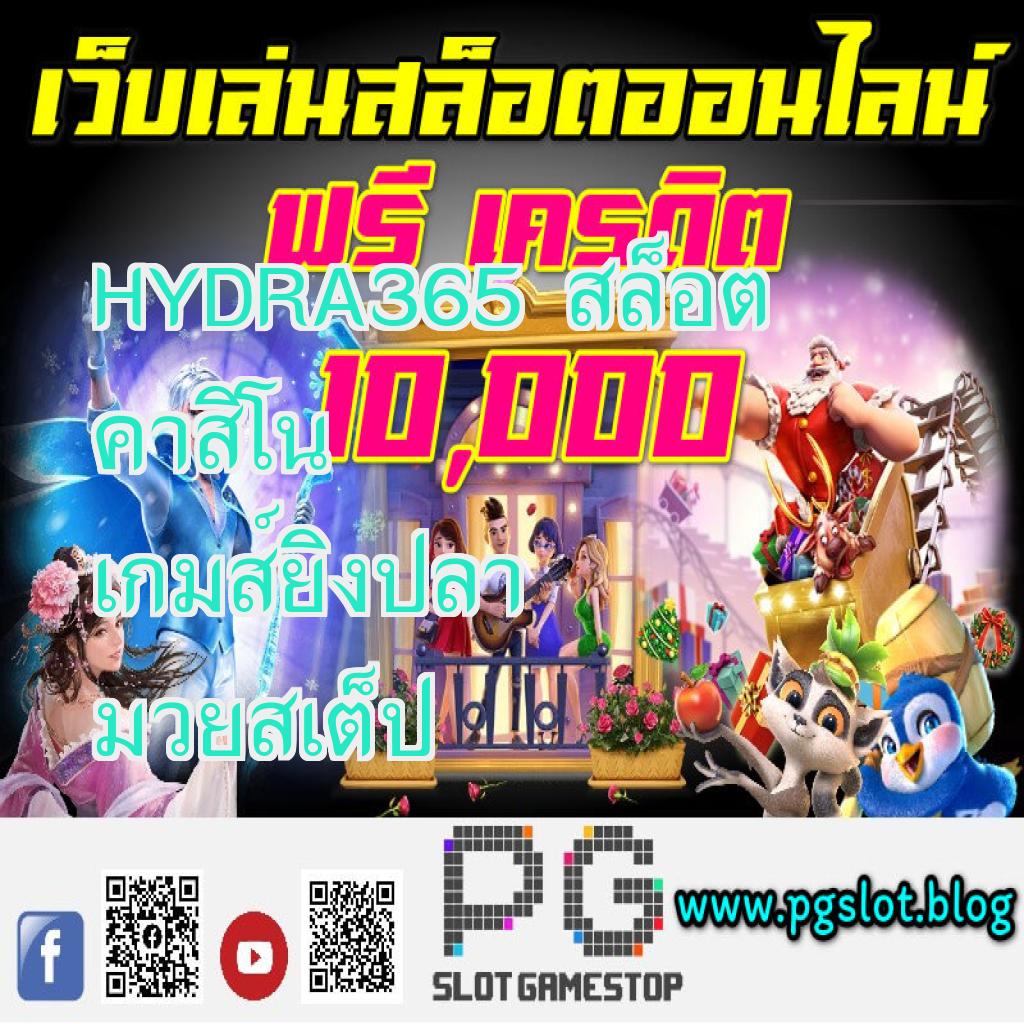 เว็บเล่นสล็อตออนไลน์
ฟรี เครดิต
HYDRA365 สล็อต
10,000
คาสิโน
เกมส์ยิงปลา
มวยสเต็ป
PG
www.pgslot.blog
SLOT GAMESTOP